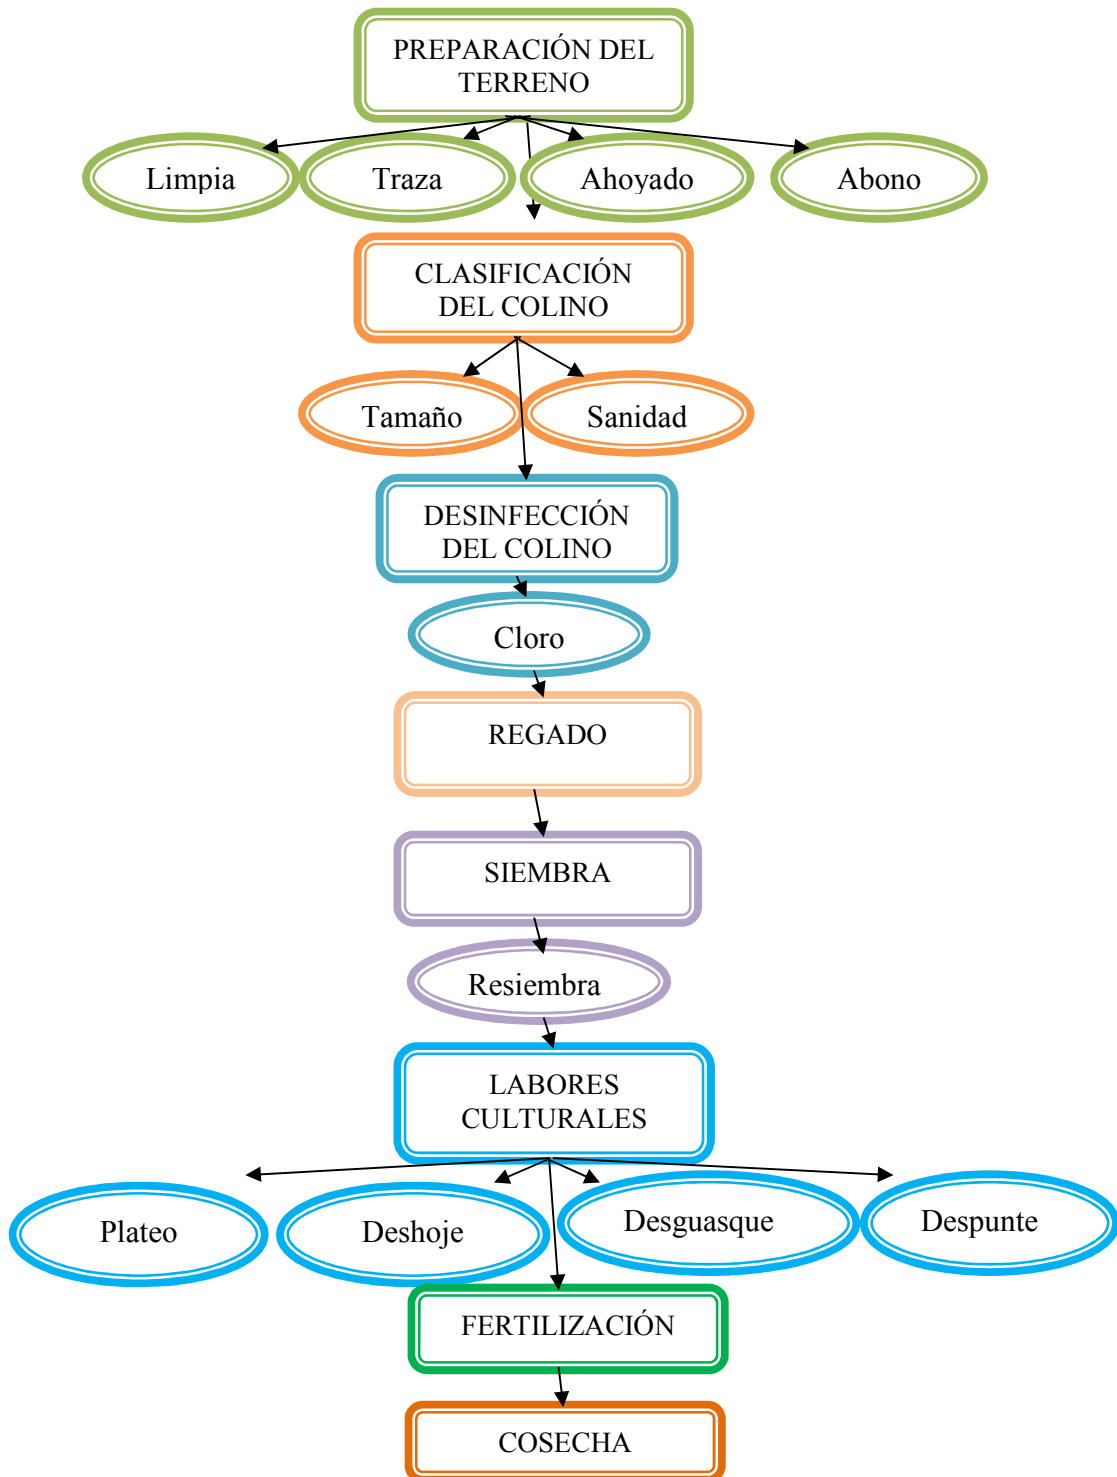 PREPARACIÓN DEL
TERRENO
Limpia
Traza
Ahoyado
Abono
CLASIFICACIÓN
DEL COLINO
Tamaño
Sanidad
DESINFECCIÓN
DEL COLINO
Cloro
REGADO
SIEMBRA
Resiembra
LABORES
CULTURALES
Plateo
Deshoje
Desguasque
Despunte
FERTILIZACIÓN
COSECHA